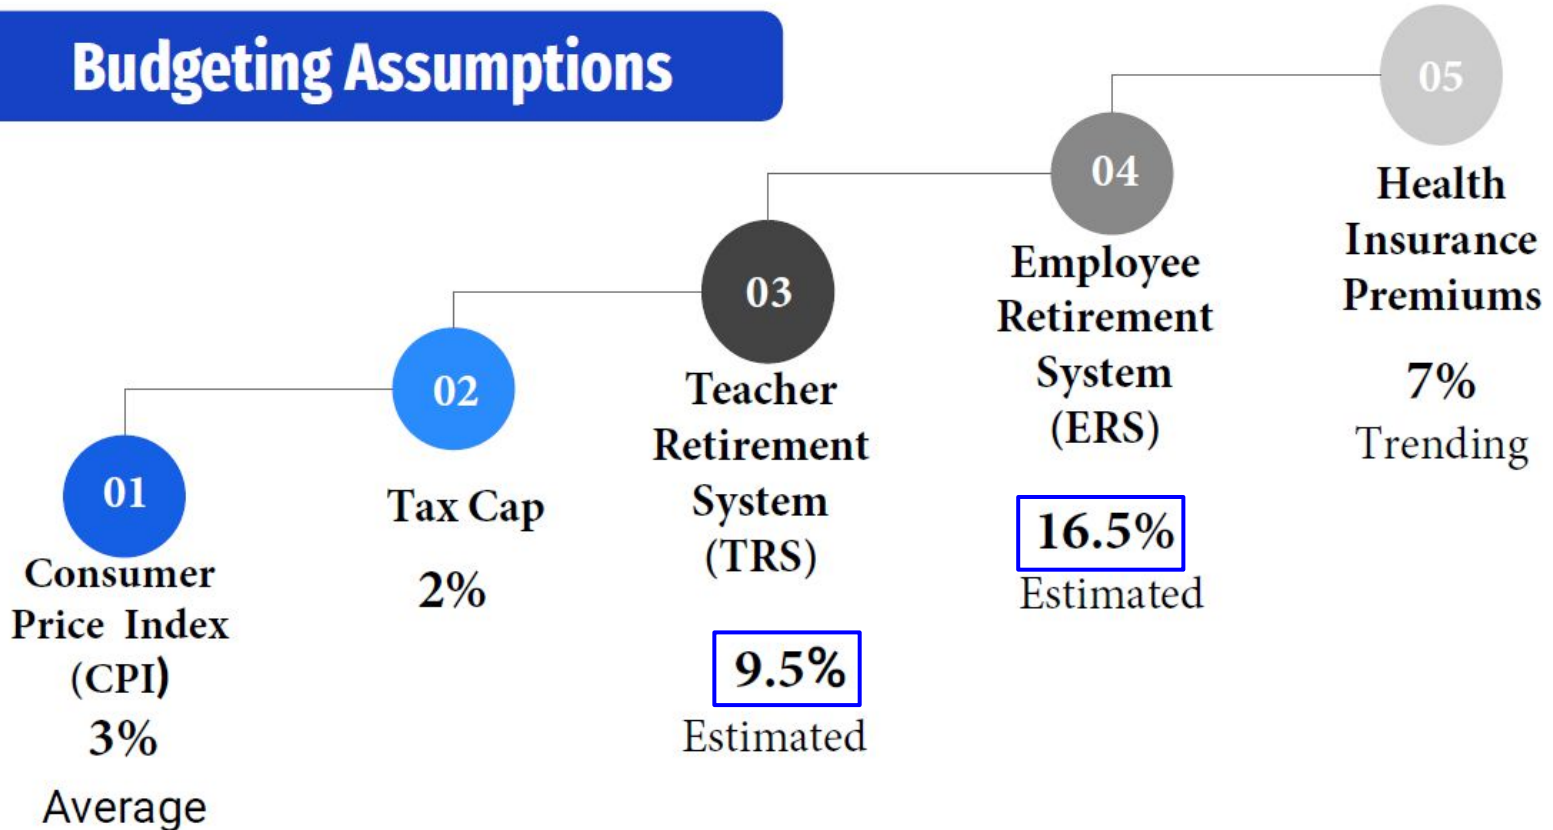 Budgeting Assumptions
01
Consumer
Price Index
(CPI)
3%
Average
02
Tax Cap
2%
03
Teacher
Retirement
System
(TRS)
9.5%
Estimated
04
Employee
Retirement
System
(ERS)
16.5%
Estimated
05
Health
Insurance
Premiums
7%
Trending